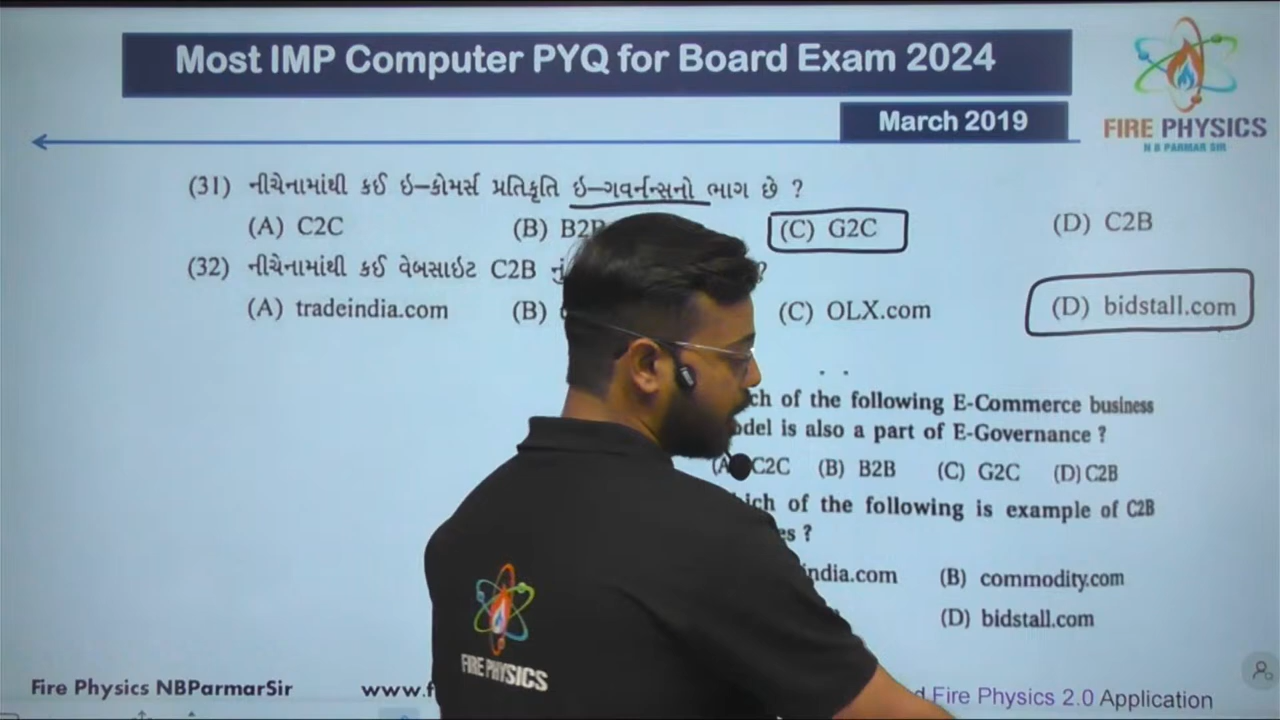 Most IMP Computer PYQ for Board Exam 2024
March 2019
FIRE PHYSICS
N B PARMAR SIR
(31) નીચેનામાંથી કઈ ઇ–કોમર્સ પ્રતિકૃતિ ઇ–ગવર્નન્સનો ભાગ છે ?
(A) C2C (B) B2B (C) G2C (D) C2B
(32) નીચેનામાંથી કઈ વેબસાઇટ C2B નું ?
(A) tradeindia.com (B) (C) OLX.com (D) bidstall.com
of the following E-Commerce business
is also a part of E-Governance ?
(A) C2C (B) B2B (C) G2C (D) C2B
of the following is example of C2B
?
(B) commodity.com
(D) bidstall.com
FIRE PHYSICS
Fire Physics NBParmarSir www.f Fire Physics 2.0 Application